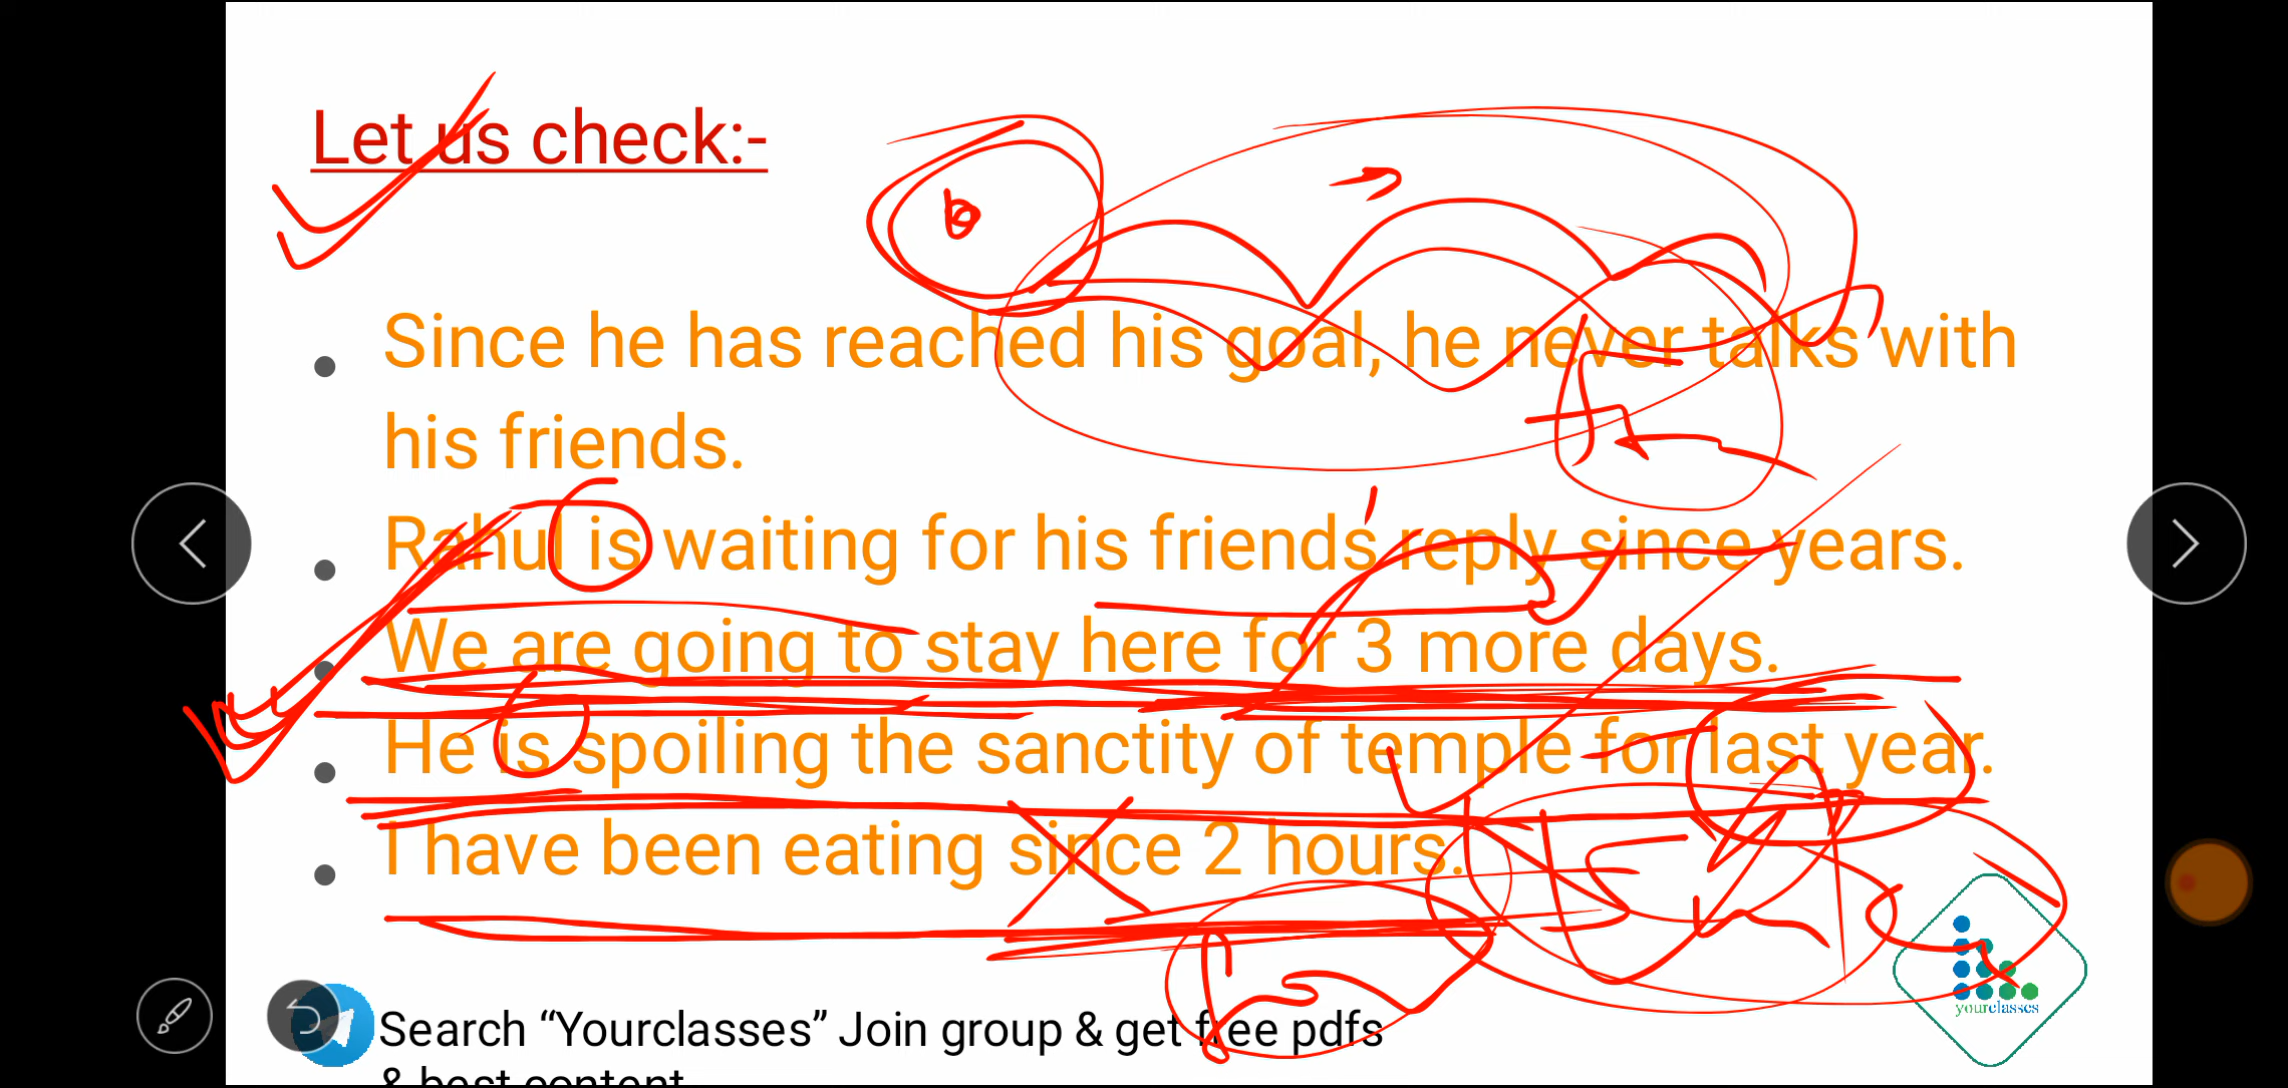 Let us check:-
Since he has reached his goal, he never talks with
his friends.
Rahul is waiting for his friends' reply since years.
We are going to stay here for 3 more days.
He is spoiling the sanctity of temple for last year.
I have been eating since 2 hours.
yourclasses
Search “Yourclasses” Join group & get free pdfs
& best content